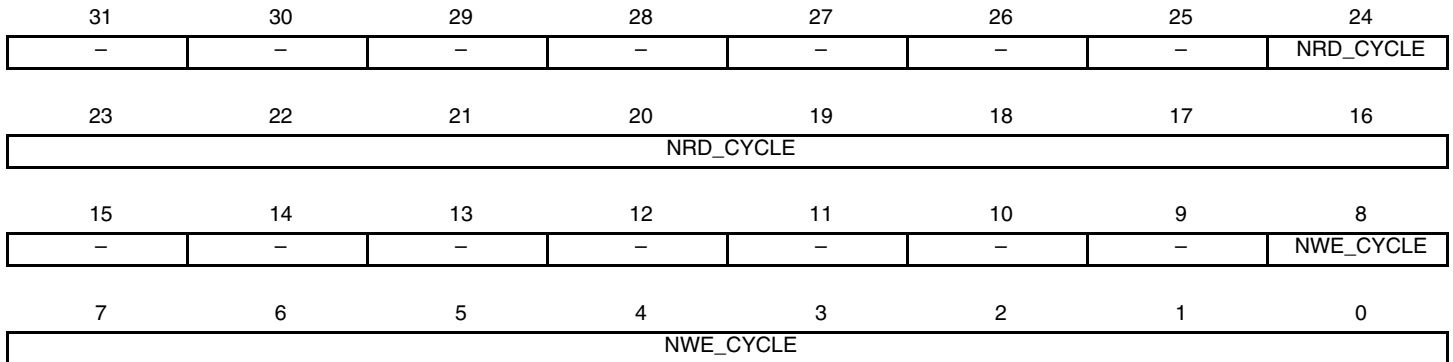 31 30 29 28 27 26 25 24
– – – – – – – NRD_CYCLE
23 22 21 20 19 18 17 16
NRD_CYCLE
15 14 13 12 11 10 9 8
– – – – – – – NWE_CYCLE
7 6 5 4 3 2 1 0
NWE_CYCLE